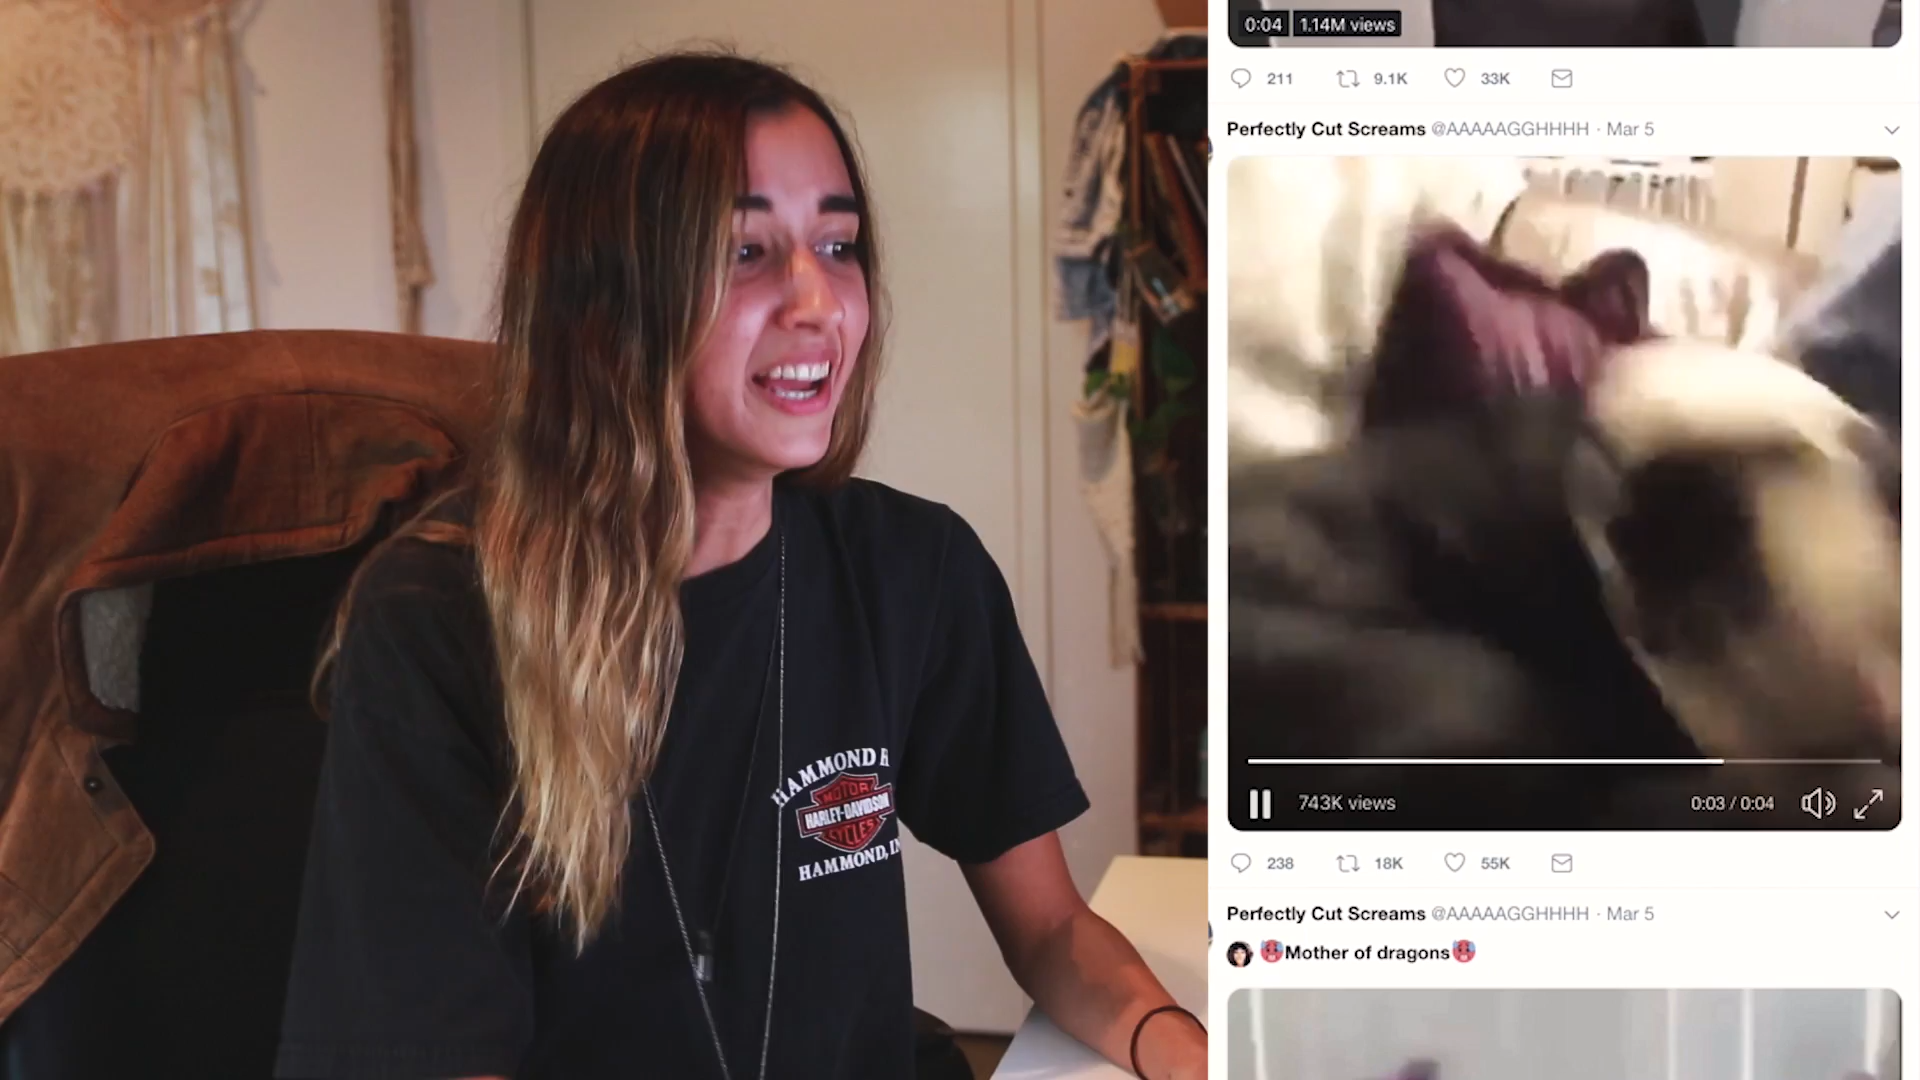 0:04 1.14M views
211 9.1K 33K
Perfectly Cut Screams @AAAAAGGHHHH · Mar 5
743K views 0:03 / 0:04
238 18K 55K
Perfectly Cut Screams @AAAAAGGHHHH · Mar 5
Mother of dragons
HAMMOND H
MOTOR
HARLEY-DAVIDSON
CYCLES
HAMMOND, IN